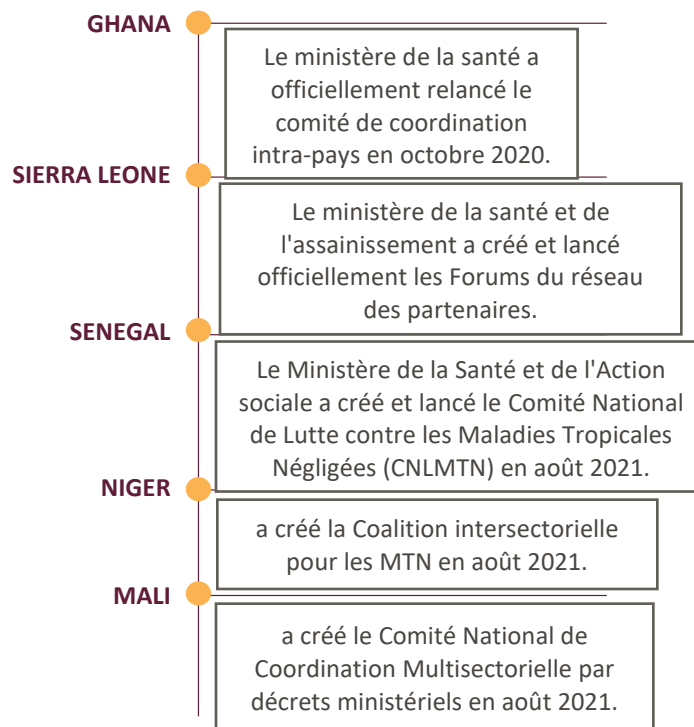 GHANA
Le ministère de la santé a
officiellement relancé le
comité de coordination
intra-pays en octobre 2020.
SIERRA LEONE
Le ministère de la santé et de
l'assainissement a créé et lancé
officiellement les Forums du réseau
des partenaires.
SENEGAL
Le Ministère de la Santé et de l'Action
sociale a créé et lancé le Comité National
de Lutte contre les Maladies Tropicales
Négligées (CNLMTN) en août 2021.
NIGER
a créé la Coalition intersectorielle
pour les MTN en août 2021.
MALI
a créé le Comité National de
Coordination Multisectorielle par
décrets ministériels en août 2021.